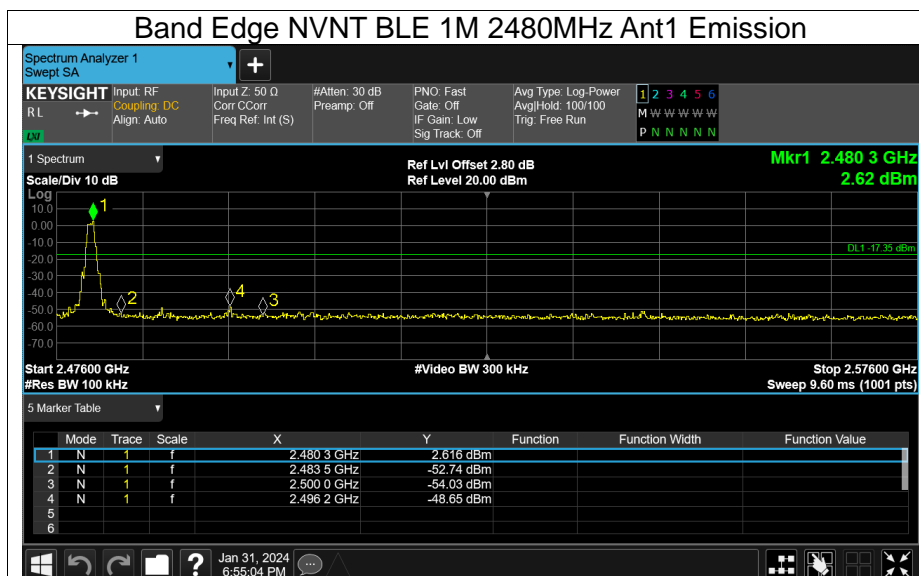 Band Edge NVNT BLE 1M 2480MHz Ant1 Emission
Spectrum Analyzer 1
Swept SA
▼
+
KEYSIGHT Input: RF Input Z: 50 Ω #Atten: 30 dB PNO: Fast Avg Type: Log-Power 1 2 3 4 5 6
RL Coupling: DC Corr CCorr Preamp: Off Gate: Off Avg|Hold: 100/100 M W W W W W
Align: Auto Freq Ref: Int (S) IF Gain: Low Trig: Free Run
LXI Sig Track: Off P N N N N N
1 Spectrum ▼ Ref Lvl Offset 2.80 dB Mkr1 2.480 3 GHz
Scale/Div 10 dB Ref Level 20.00 dBm 2.62 dBm
Log
10.0 1
0.00
-10.0 DL1 -17.35 dBm
-20.0
-30.0
-40.0 2 4 3
-50.0
-60.0
-70.0
Start 2.47600 GHz #Video BW 300 kHz Stop 2.57600 GHz
#Res BW 100 kHz Sweep 9.60 ms (1001 pts)
5 Marker Table ▼
Mode Trace Scale X Y Function Function Width Function Value
1 N 1 f 2.480 3 GHz 2.616 dBm
2 N 1 f 2.483 5 GHz -52.74 dBm
3 N 1 f 2.500 0 GHz -54.03 dBm
4 N 1 f 2.496 2 GHz -48.65 dBm
5
6
? Jan 31, 2024
6:55:04 PM